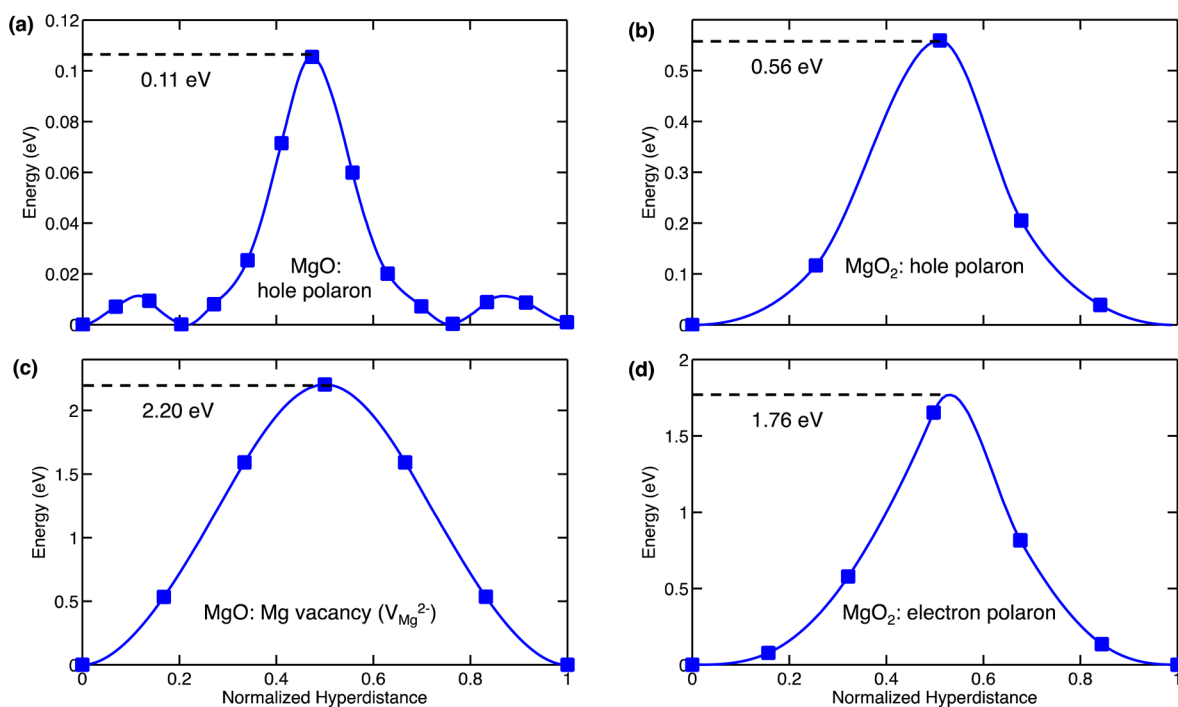 (a)
0.12
0.1
0.08
0.06
0.04
0.02
0
Energy (eV)
0.11 eV
MgO:
hole polaron
(b)
0.5
0.4
0.3
0.2
0.1
0
Energy (eV)
0.56 eV
MgO₂: hole polaron
(c)
2
1.5
1
0.5
0
Energy (eV)
2.20 eV
MgO: Mg vacancy (V_Mg²⁻)
0 0.2 0.4 0.6 0.8 1
Normalized Hyperdistance
(d)
2
1.5
1
0.5
0
Energy (eV)
1.76 eV
MgO₂: electron polaron
0 0.2 0.4 0.6 0.8 1
Normalized Hyperdistance